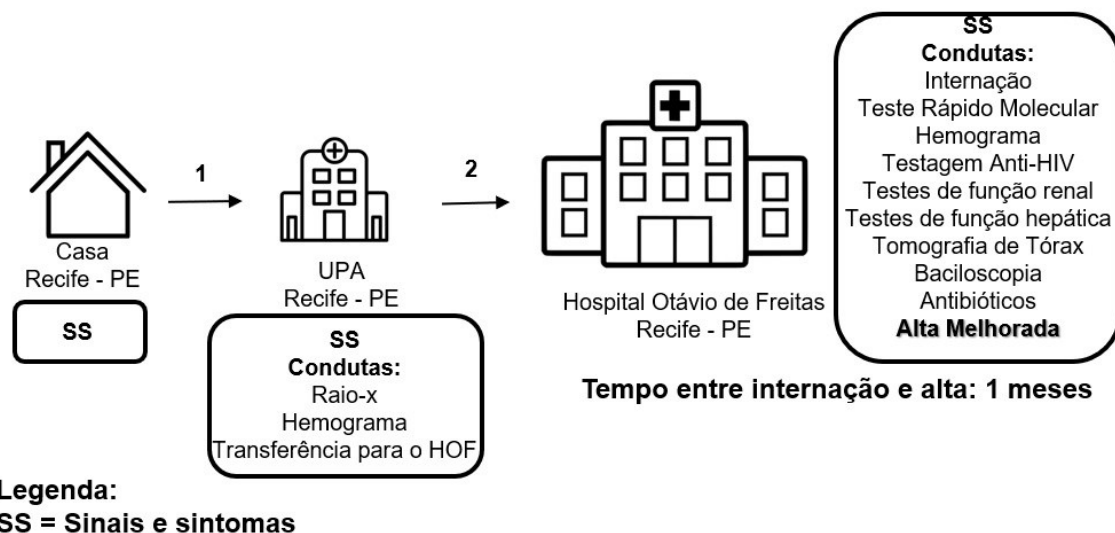 1
2
Casa
Recife - PE
SS
UPA
Recife - PE
SS
Condutas:
Raio-x
Hemograma
Transferência para o HOF
Hospital Otávio de Freitas
Recife - PE
SS
Condutas:
Internação
Teste Rápido Molecular
Hemograma
Testagem Anti-HIV
Testes de função renal
Testes de função hepática
Tomografia de Tórax
Baciloscopia
Antibióticos
Alta Melhorada
Tempo entre internação e alta: 1 meses
Legenda:
SS = Sinais e sintomas